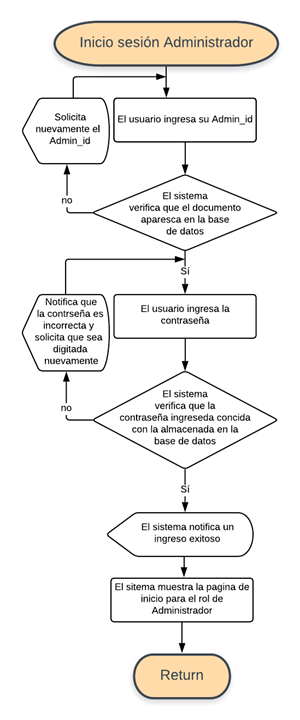 Inicio sesión Administrador
Solicita
nuevamente el
Admin_id
El usuario ingresa su Admin_id
no
El sistema
verifica que el documento
aparesca en la base
de datos
Sí
Notifica que
la contrseña es
incorrecta y
solicita que sea
digitada
nuevamente
El usuario ingresa la
contraseña
no
El sistema
verifica que la
contraseña ingreseda concida
con la almacenada en la
base de datos
Sí
El sistema notifica un
ingreso exitoso
El sitema muestra la pagina de
inicio para el rol de
Administrador
Return